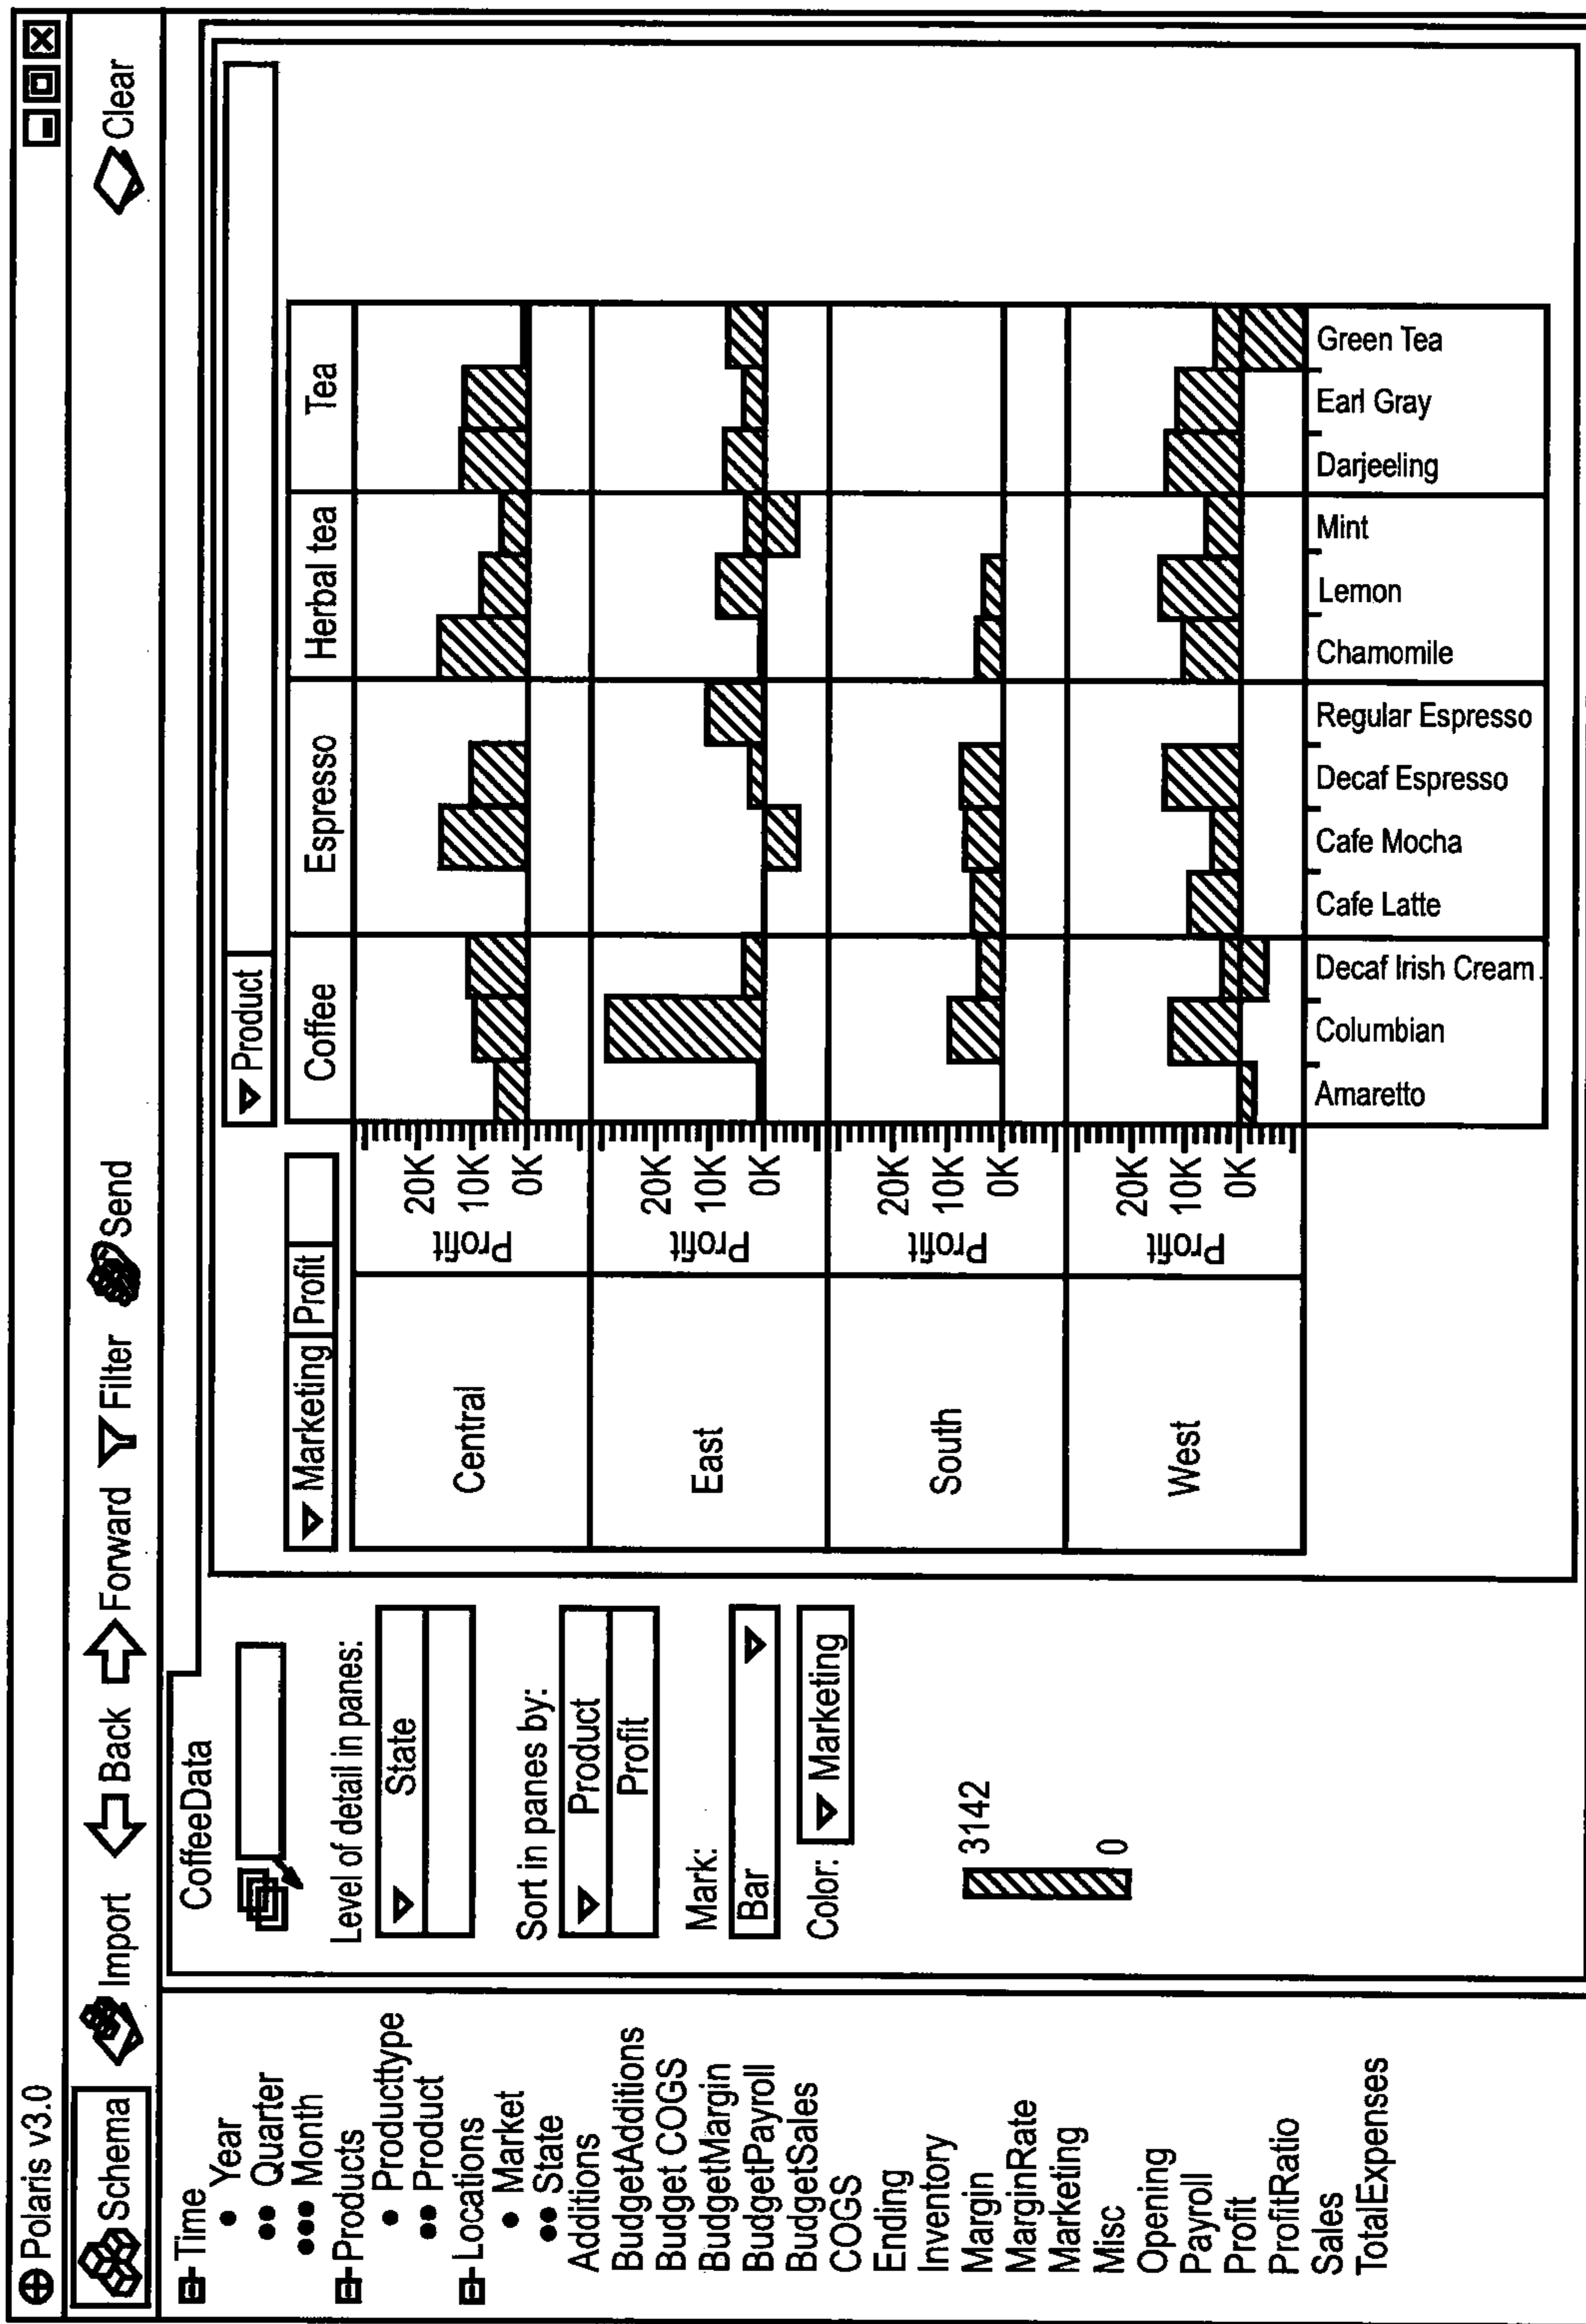 Polaris v3.0
Schema Import Back Forward Filter Send Clear
Time
Year
Quarter
Month
Products
Producttype
Product
Locations
Market
State
Additions
BudgetAdditions
Budget COGS
BudgetMargin
BudgetPayroll
BudgetSales
COGS
Ending
Inventory
Margin
MarginRate
Marketing
Misc
Opening
Payroll
Profit
ProfitRatio
Sales
TotalExpenses
CoffeeData
Level of detail in panes:
State
Sort in panes by:
Product
Profit
Mark:
Bar
Color: Marketing
3142
0
Product
Marketing Profit
Coffee Espresso Herbal tea Tea
Central
Profit
20K
10K
0K
East
Profit
20K
10K
0K
South
Profit
20K
10K
0K
West
Profit
20K
10K
0K
Amaretto
Columbian
Decaf Irish Cream
Cafe Latte
Cafe Mocha
Decaf Espresso
Regular Espresso
Chamomile
Lemon
Mint
Darjeeling
Earl Gray
Green Tea